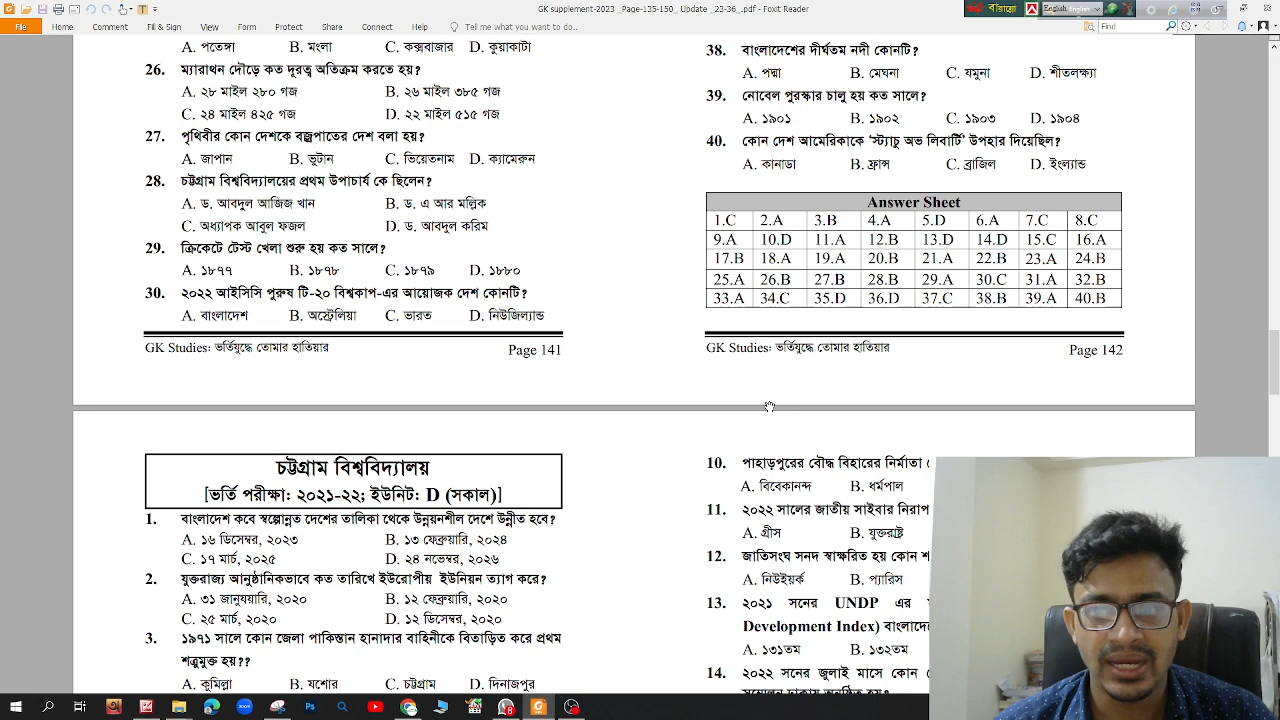 GK supplement-2023 _Page-135-150_ Update _23-36_.pdf - Foxit Reader
File Home Comment Fill & Sign View Form Protect Share Connect Help Tell me what you want to do... Find
A. পতেঙ্গা B. মংলা C. কক্সবাজার D. কুয়াকাটা
26. ম্যারাথন দৌড়ে কত দূরত্ব অতিক্রম করতে হয়?
A. ২৮ মাইল ২৮০ গজ B. ২৬ মাইল ৩৮৫ গজ
C. ২৪ মাইল ৪২৫ গজ D. ২২ মাইল ৫১৫ গজ
27. পৃথিবীর কোন দেশকে বজ্রপাতের দেশ বলা হয়?
A. জাপান B. ভুটান C. ভিয়েতনাম D. ক্যামেরুন
28. চট্টগ্রাম বিশ্ববিদ্যালয়ের প্রথম উপাচার্য কে ছিলেন?
A. ড. আবদুল আজিজ খান B. ড. এ আর মল্লিক
C. অধ্যাপক আবুল ফজল D. ড. আবদুল করিম
29. ক্রিকেটে টেস্ট খেলা শুরু হয় কত সালে?
A. ১৮৭৭ B. ১৮৭৮ C. ১৮৭৯ D. ১৮৮০
30. ২০২২ আইসিসি পুরুষ টি-২০ বিশ্বকাপ-এর আয়োজক দেশ কোনটি?
A. বাংলাদেশ B. অস্ট্রেলিয়া C. ভারত D. নিউজিল্যান্ড
GK Studies: ভর্তিযুদ্ধে তোমার হাতিয়ার Page 141
38. বাংলাদেশের দীর্ঘতম নদী কোনটি?
A. পদ্মা B. মেঘনা C. যমুনা D. শীতলক্ষ্যা
39. নোবেল পুরস্কার চালু হয় কত সালে?
A. ১৯০১ B. ১৯০২ C. ১৯০৩ D. ১৯০৪
40. কোন দেশ আমেরিকাকে ‘স্ট্যাচু অভ লিবার্টি’ উপহার দিয়েছিল?
A. কানাডা B. ফ্রান্স C. ব্রাজিল D. ইংল্যান্ড
Answer Sheet
1.C 2.A 3.B 4.A 5.D 6.A 7.C 8.C
9.A 10.D 11.A 12.B 13.D 14.D 15.C 16.A
17.B 18.A 19.A 20.B 21.A 22.B 23.A 24.B
25.A 26.B 27.B 28.B 29.A 30.C 31.A 32.B
33.A 34.C 35.D 36.D 37.C 38.B 39.A 40.B
GK Studies: ভর্তিযুদ্ধে তোমার হাতিয়ার Page 142
চট্টগ্রাম বিশ্ববিদ্যালয়
[ভর্তি পরীক্ষা: ২০২১-২২; ইউনিট: D (সকাল)]
1. বাংলাদেশ কবে স্বল্পোন্নত দেশের তালিকা থেকে উন্নয়নশীল দেশে উন্নীত হবে?
A. ১৬ ডিসেম্বর, ২০২৩ B. ১৩ ফেব্রুয়ারি, ২০২৪
C. ১৭ মার্চ, ২০২৫ D. ২৪ নভেম্বর, ২০২৬
2. যুক্তরাজ্য আনুষ্ঠানিকভাবে কত তারিখে ইউরোপীয় ইউনিয়ন ত্যাগ করে?
A. ৩১ জানুয়ারি, ২০২০ B. ১২ ফেব্রুয়ারি, ২০২০
C. ২৫ মার্চ, ২০২০ D. ১২ ডিসেম্বর, ২০২০
3. ১৯৭১ সালে কোন জেলা পাকিস্তান হানাদার বাহিনীকে বিতাড়িত করে প্রথম
শত্রুমুক্ত হয়??
A. কুমিল্লা B. যশোর C. চট্টগ্রাম D. দিনাজপুর
10. পাহাড়পুরের বৌদ্ধ বিহারের নির্মাতা
A. বিবেকানন্দ B. ধর্মপাল
11. ২০২২ সালের জাতীয় সাইবার নিরাপ
A. গ্রীস B. যুক্তরাষ্ট্র
12. জাতিসংঘ সনদ স্বাক্ষরিত হয় কোন
A. নিউইয়র্ক B. প্যারিস
13. ২০২১ সনের UNDP এর
Development Index) বাংলাদে
A. ১৩১তম B. ১৩২তম
14. ২০২২ সনের জুলাই মাসে কোন